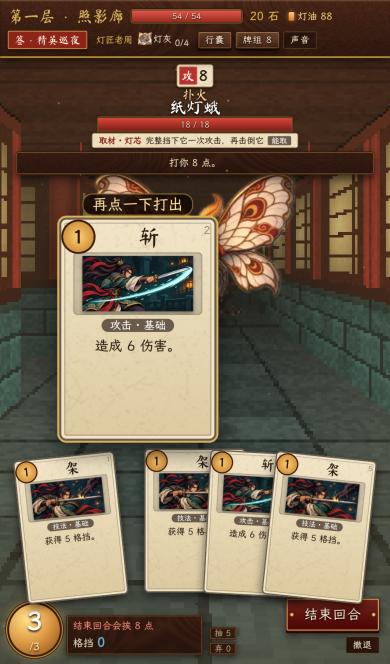 第一层 · 照影廊
54 / 54
20 石
灯油 88
签 · 精英巡夜
灯匠老周
灯灰 0/4
行囊
牌组 8
声音
攻 8
扑火
纸灯蛾
18 / 18
取材 · 灯芯 完整挡下它一次攻击，再击倒它 能取
打你 8 点。
再点一下打出
1
斩
2
攻击 · 基础
造成 6 伤害。
1
架
1
技法 · 基础
获得 5 格挡。
1
架
技法 · 基
获得 5 格挡
1
斩
攻击 · 基
造成 6 伤
1
架
5
技法 · 基础
获得 5 格挡。
3
/3
结束回合会挨 8 点
格挡 0
抽 5
弃 0
结束回合
撤退